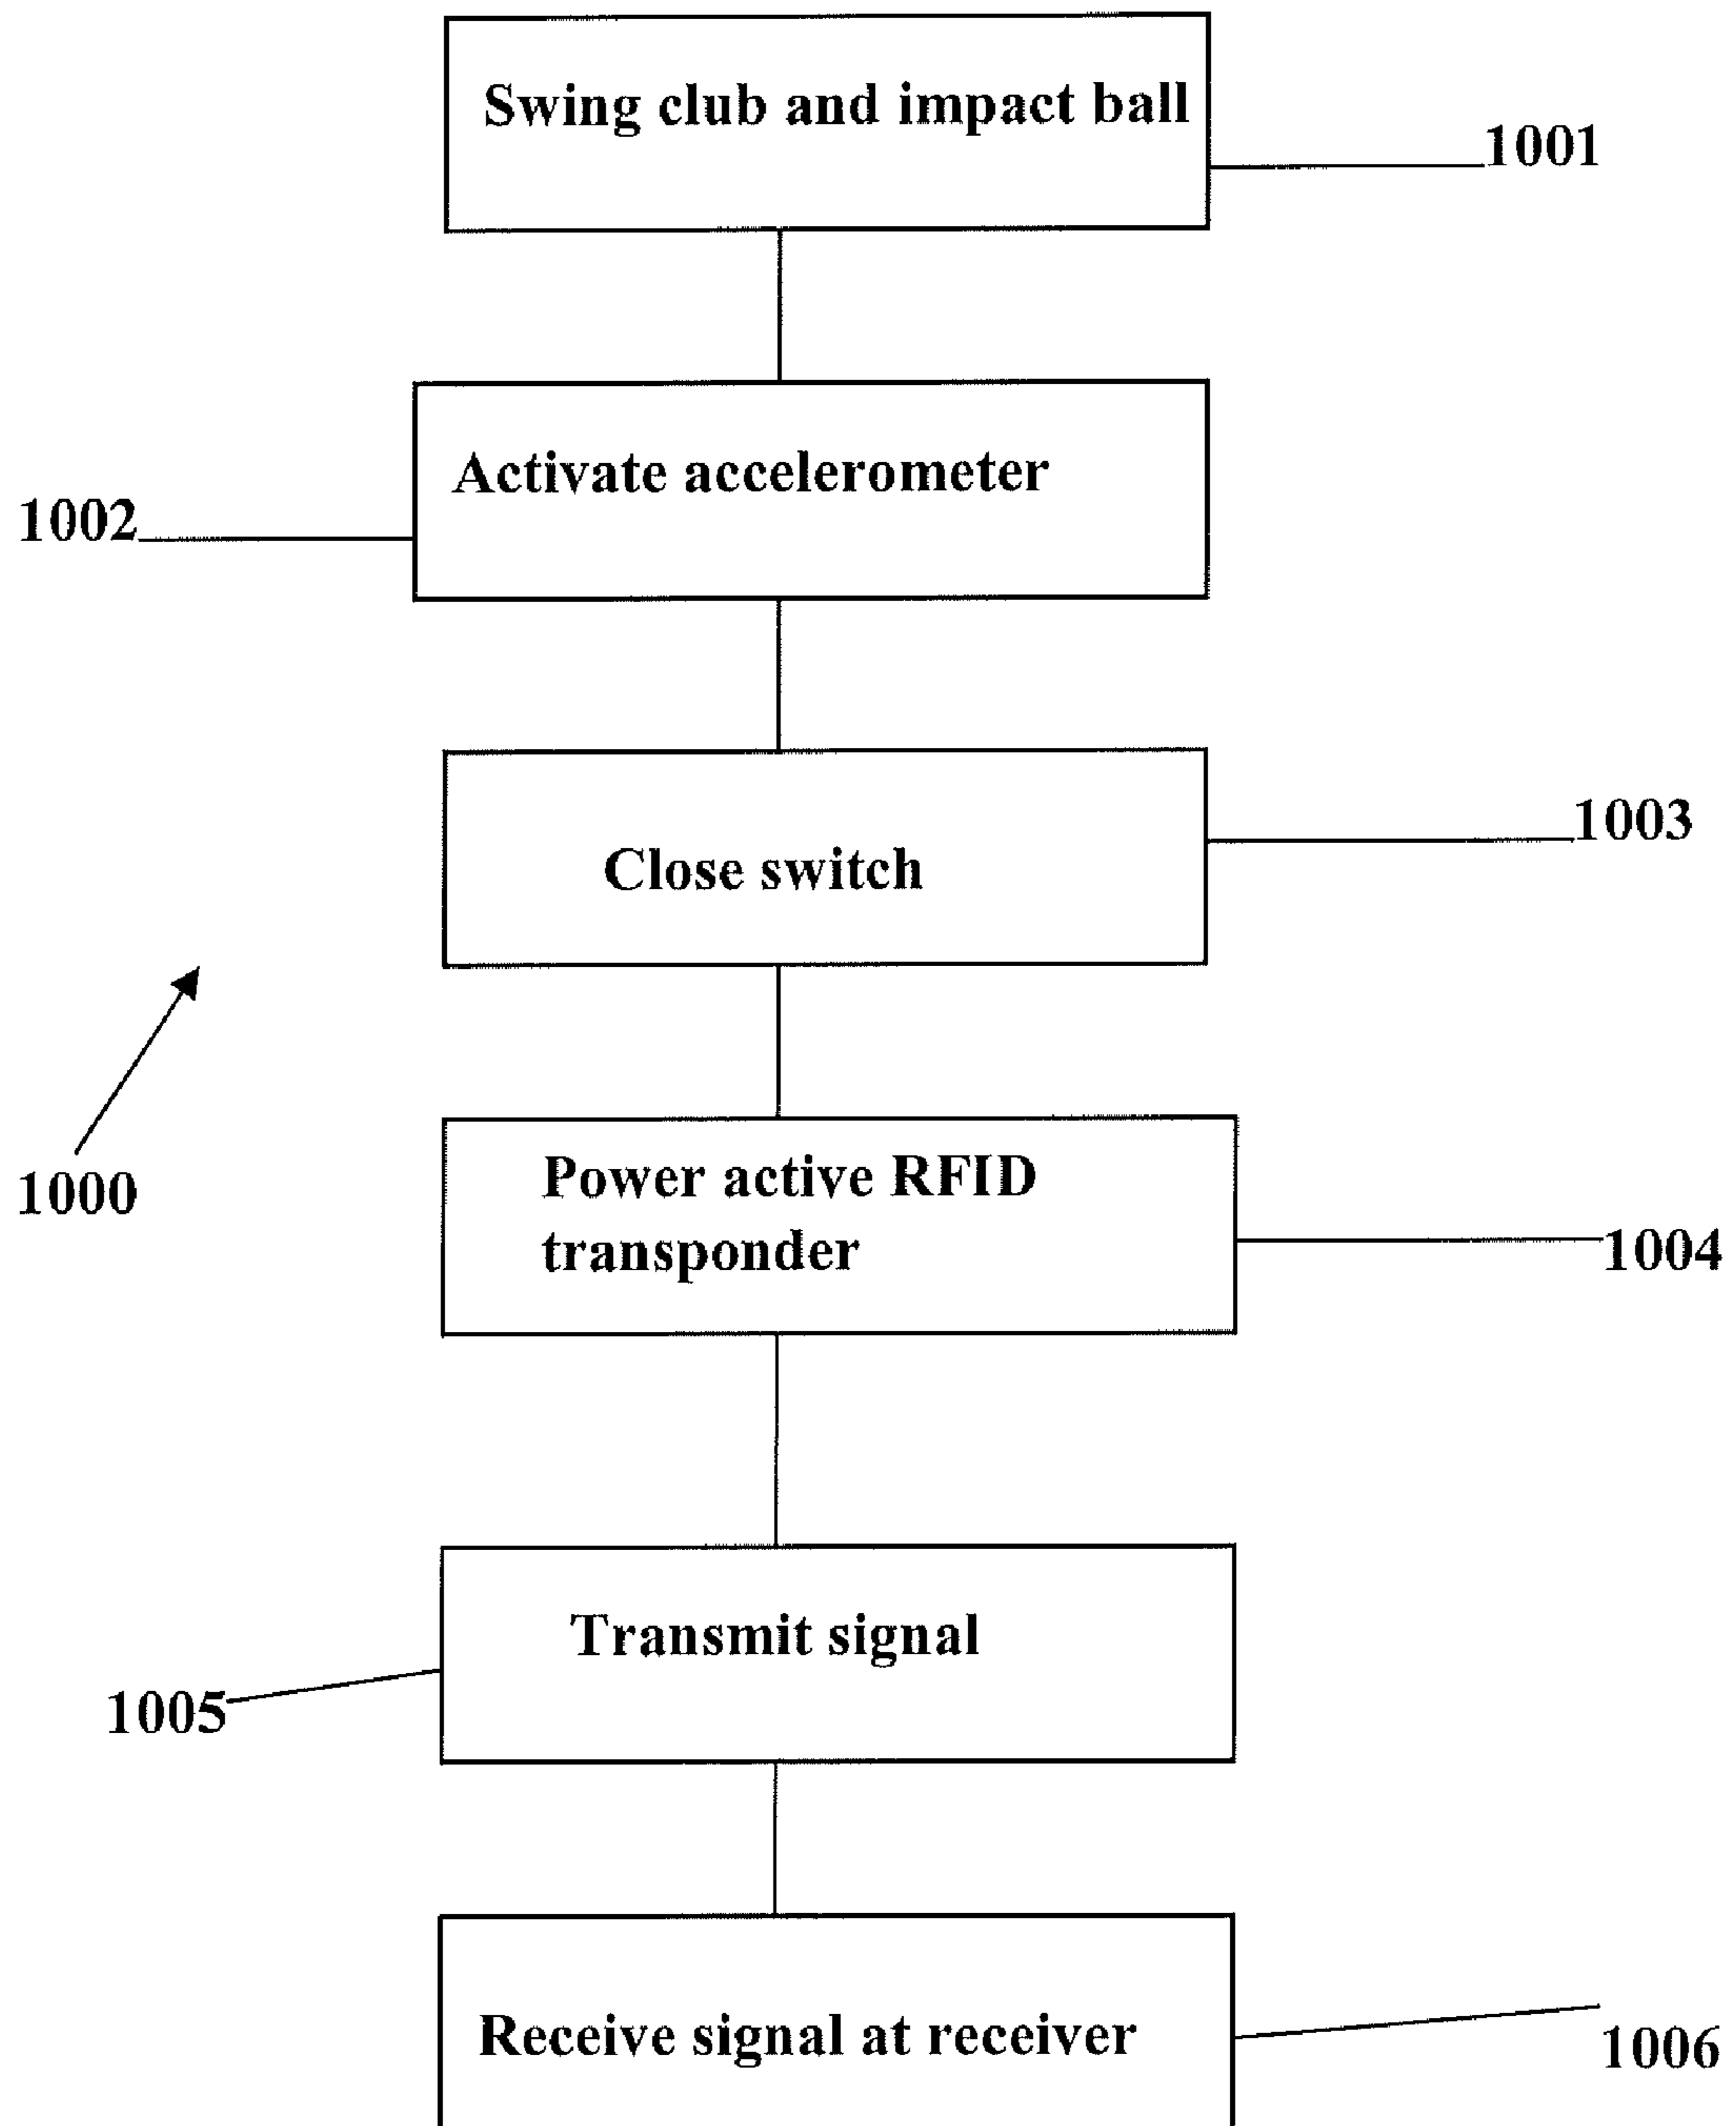 Swing club and impact ball
1001
Activate accelerometer
1002
Close switch
1003
1000
Power active RFID
transponder
1004
Transmit signal
1005
Receive signal at receiver
1006